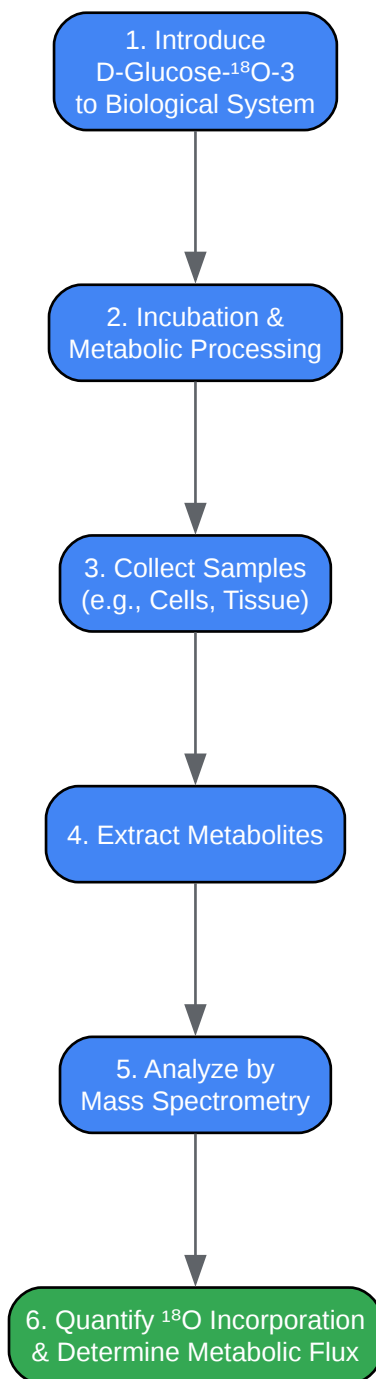 1. Introduce
D-Glucose-¹⁸O-3
to Biological System
2. Incubation &
Metabolic Processing
3. Collect Samples
(e.g., Cells, Tissue)
4. Extract Metabolites
5. Analyze by
Mass Spectrometry
6. Quantify ¹⁸O Incorporation
& Determine Metabolic Flux